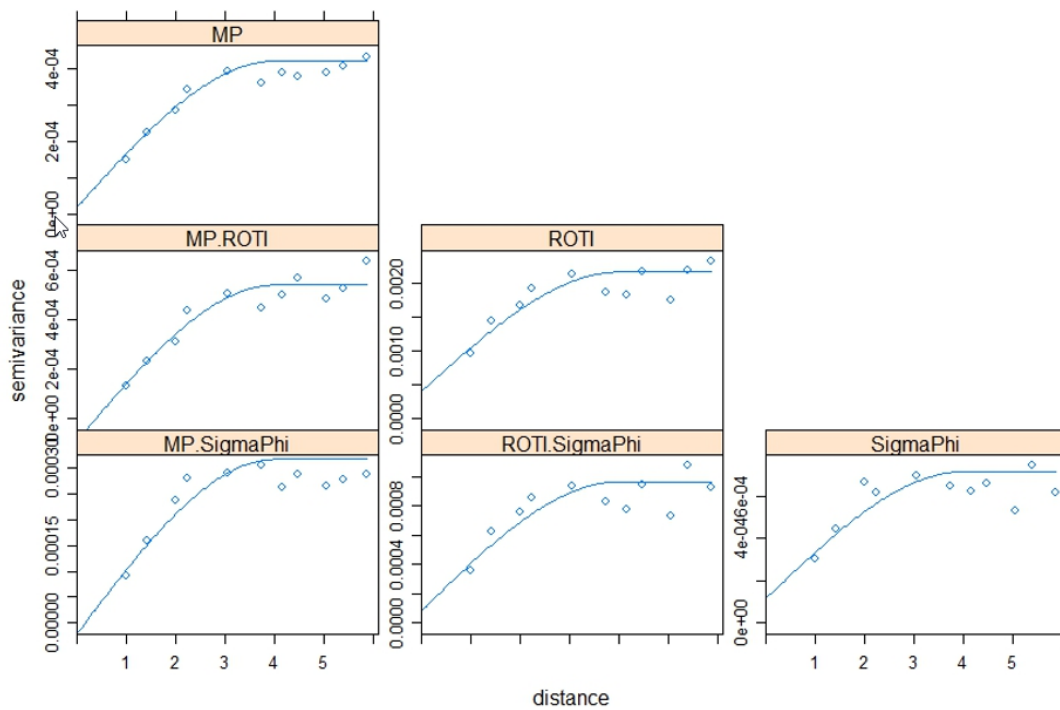 MP
0e+00 2e-04 4e-04
MP.ROTI
ROTI
0e+00 2e-04 4e-04 6e-04
0.0000 0.0010 0.0020
MP.SigmaPhi
ROTI.SigmaPhi
SigmaPhi
0.00000 0.00015 0.00030
0.0000 0.0004 0.0008
0e+00 4e-04 6e-04
1 2 3 4 5
1 2 3 4 5
semivariance
distance